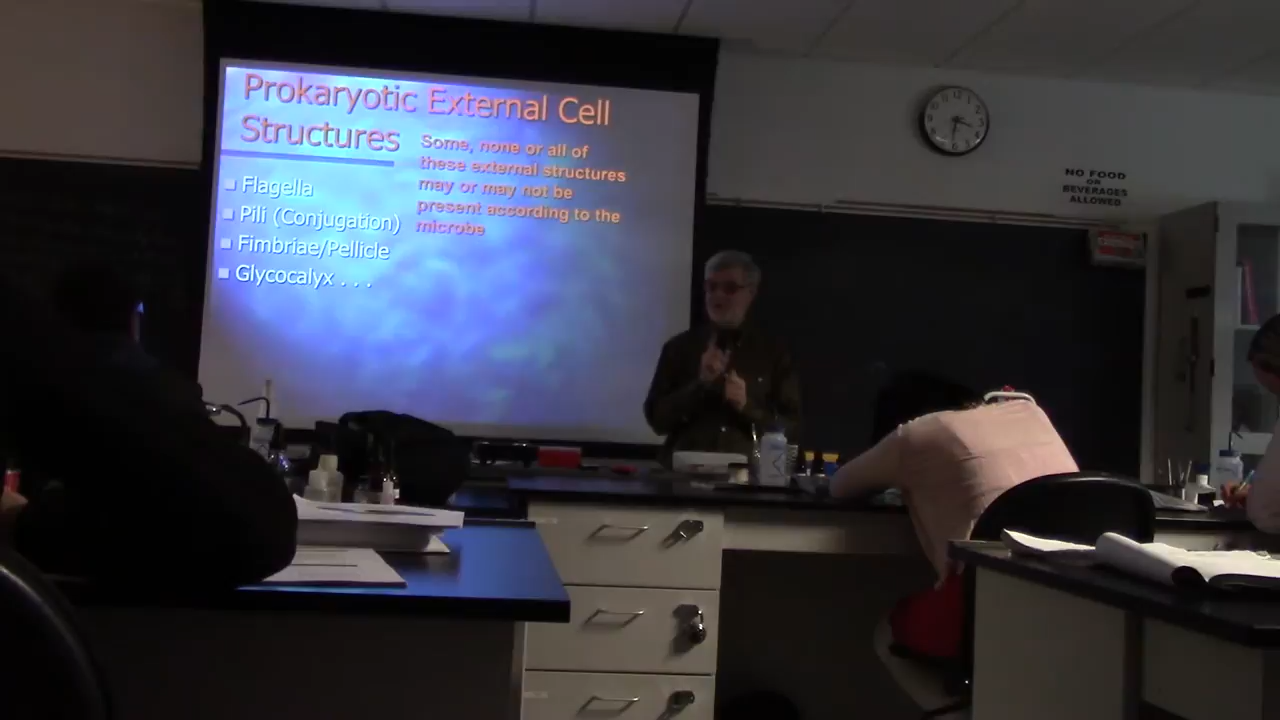 Prokaryotic External Cell
Structures
Some, none or all of
these external structures
may or may not be
present according to the
microbe
Flagella
Pili (Conjugation)
Fimbriae/Pellicle
Glycocalyx . . .
NO FOOD
OR
BEVERAGES
ALLOWED